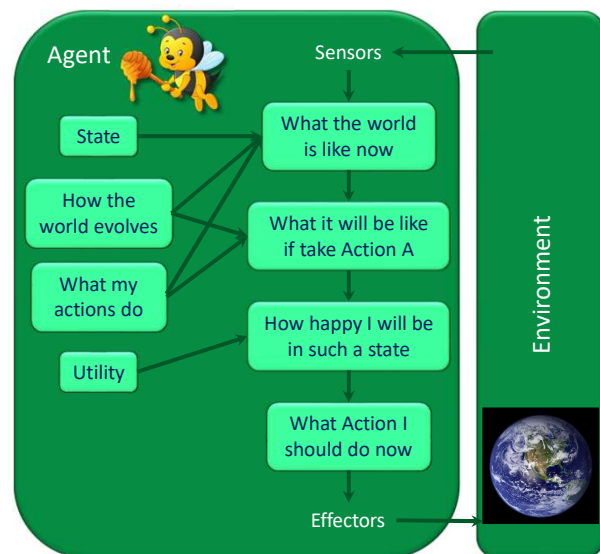 Agent
Sensors
What the world
is like now
State
How the
world evolves
What it will be like
if take Action A
What my
actions do
How happy I will be
in such a state
Utility
What Action I
should do now
Effectors
Environment